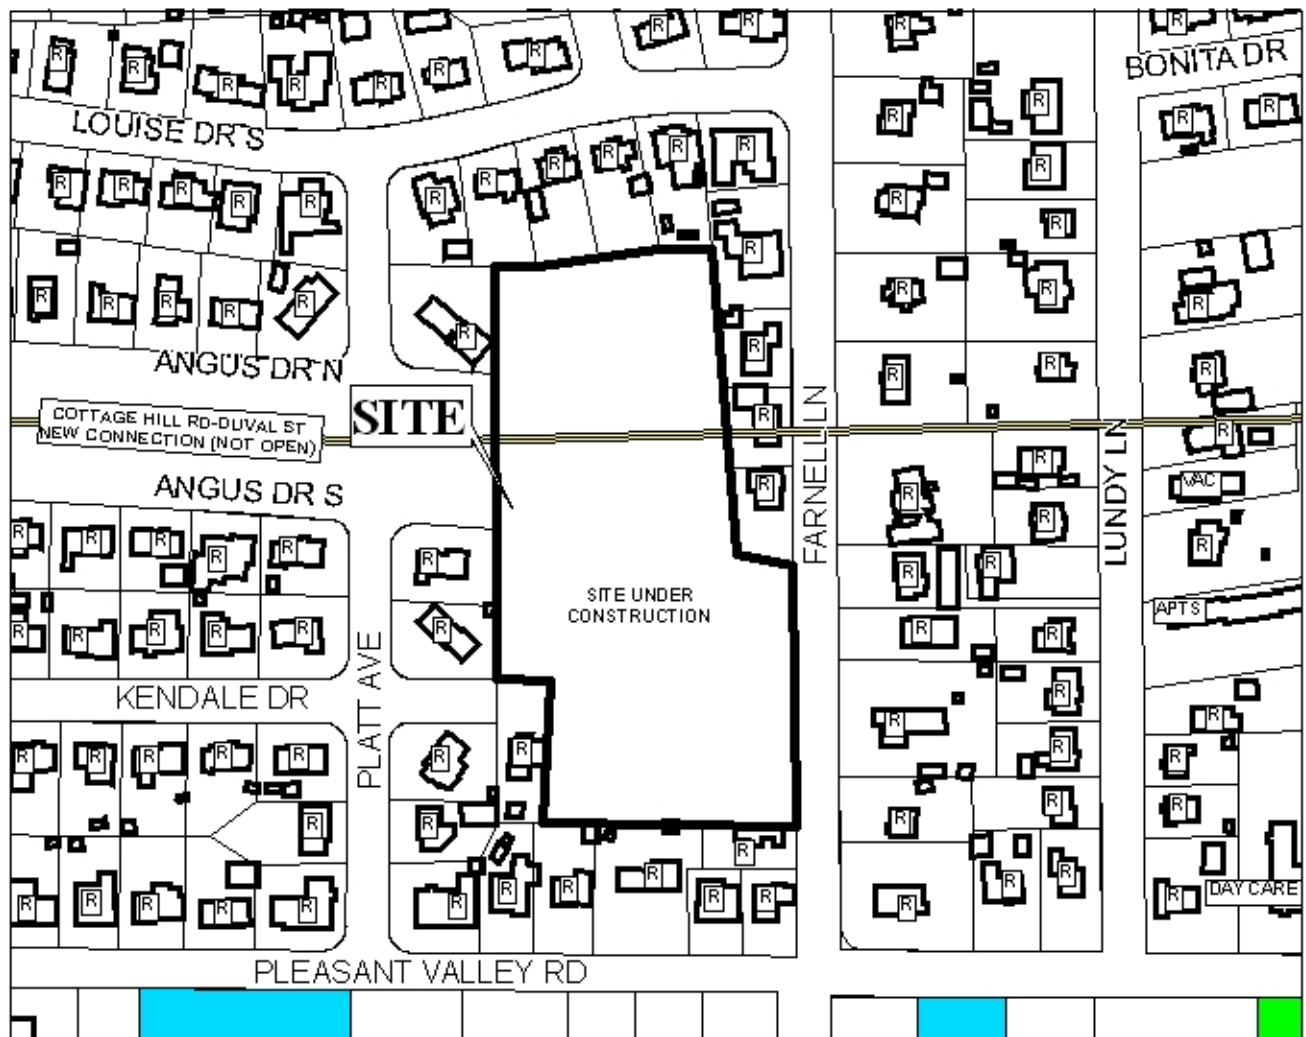 R R R R
BONITA DR
R R R R R R R
R R R R
LOUISE DR S
R R R R R
R R R R R R R R R
R R R
R R R R R R R R
ANGUS DR N
R R R R R
COTTAGE HILL RD-DUVAL ST
NEW CONNECTION (NOT OPEN)
SITE
FARNELL LN
LUNDY LN
R R R
ANGUS DR S
R R R VAC
R R R R R R R R R
SITE UNDER
CONSTRUCTION
APTS
R R R R R R R R
PLATT AVE
KENDALE DR
R R R
R R R R R R R R R
R R R R R
R R R
R R R R R R R R R R R R R
DAY CARE
PLEASANT VALLEY RD